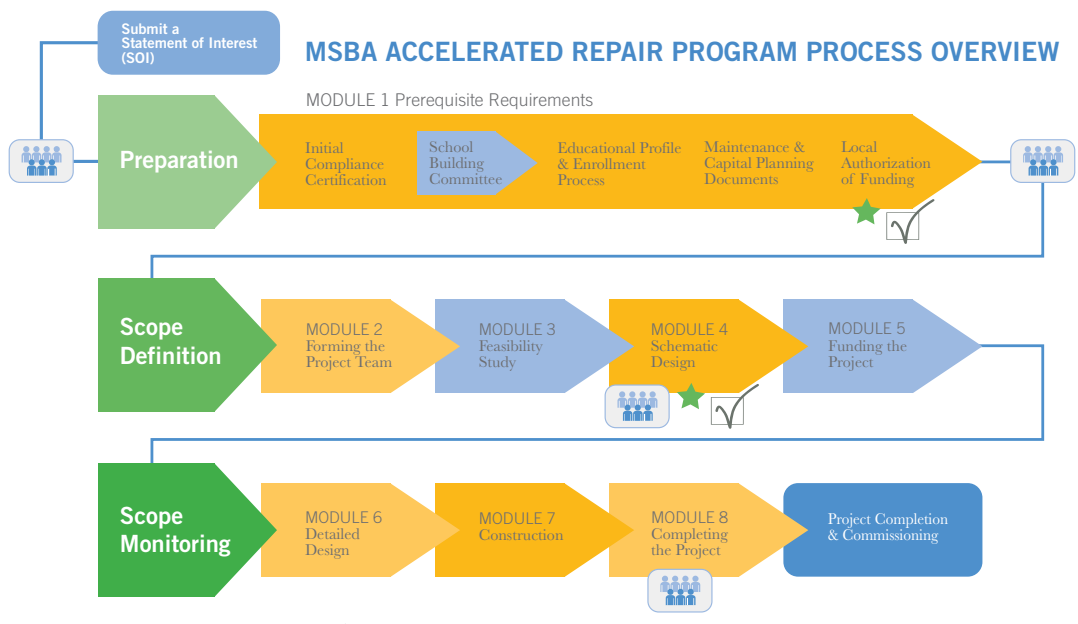 Submit a
Statement of Interest
(SOI)
MSBA ACCELERATED REPAIR PROGRAM PROCESS OVERVIEW
MODULE 1 Prerequisite Requirements
Preparation
Initial
Compliance
Certification
School
Building
Committee
Educational Profile
& Enrollment
Process
Maintenance &
Capital Planning
Documents
Local
Authorization
of Funding
Scope
Definition
MODULE 2
Forming the
Project Team
MODULE 3
Feasibility
Study
MODULE 4
Schematic
Design
MODULE 5
Funding the
Project
Scope
Monitoring
MODULE 6
Detailed
Design
MODULE 7
Construction
MODULE 8
Completing
the Project
Project Completion
& Commissioning